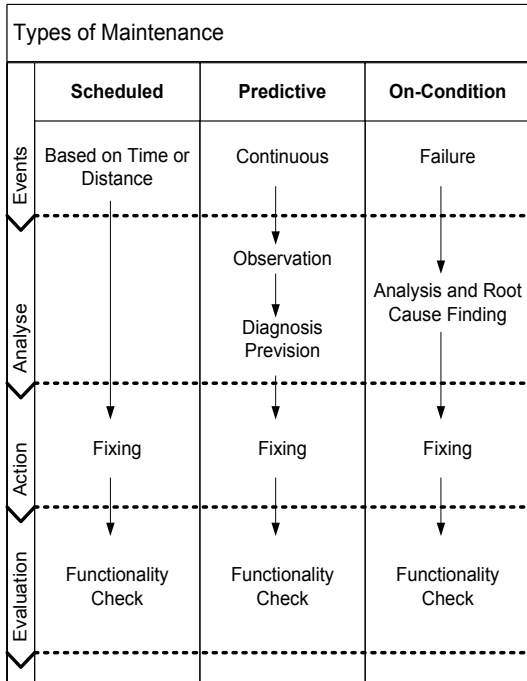 Types of Maintenance
Scheduled
Predictive
On-Condition
Events
Based on Time or
Distance
Continuous
Failure
Analyse
Observation
Diagnosis
Prevision
Analysis and Root
Cause Finding
Action
Fixing
Fixing
Fixing
Evaluation
Functionality
Check
Functionality
Check
Functionality
Check